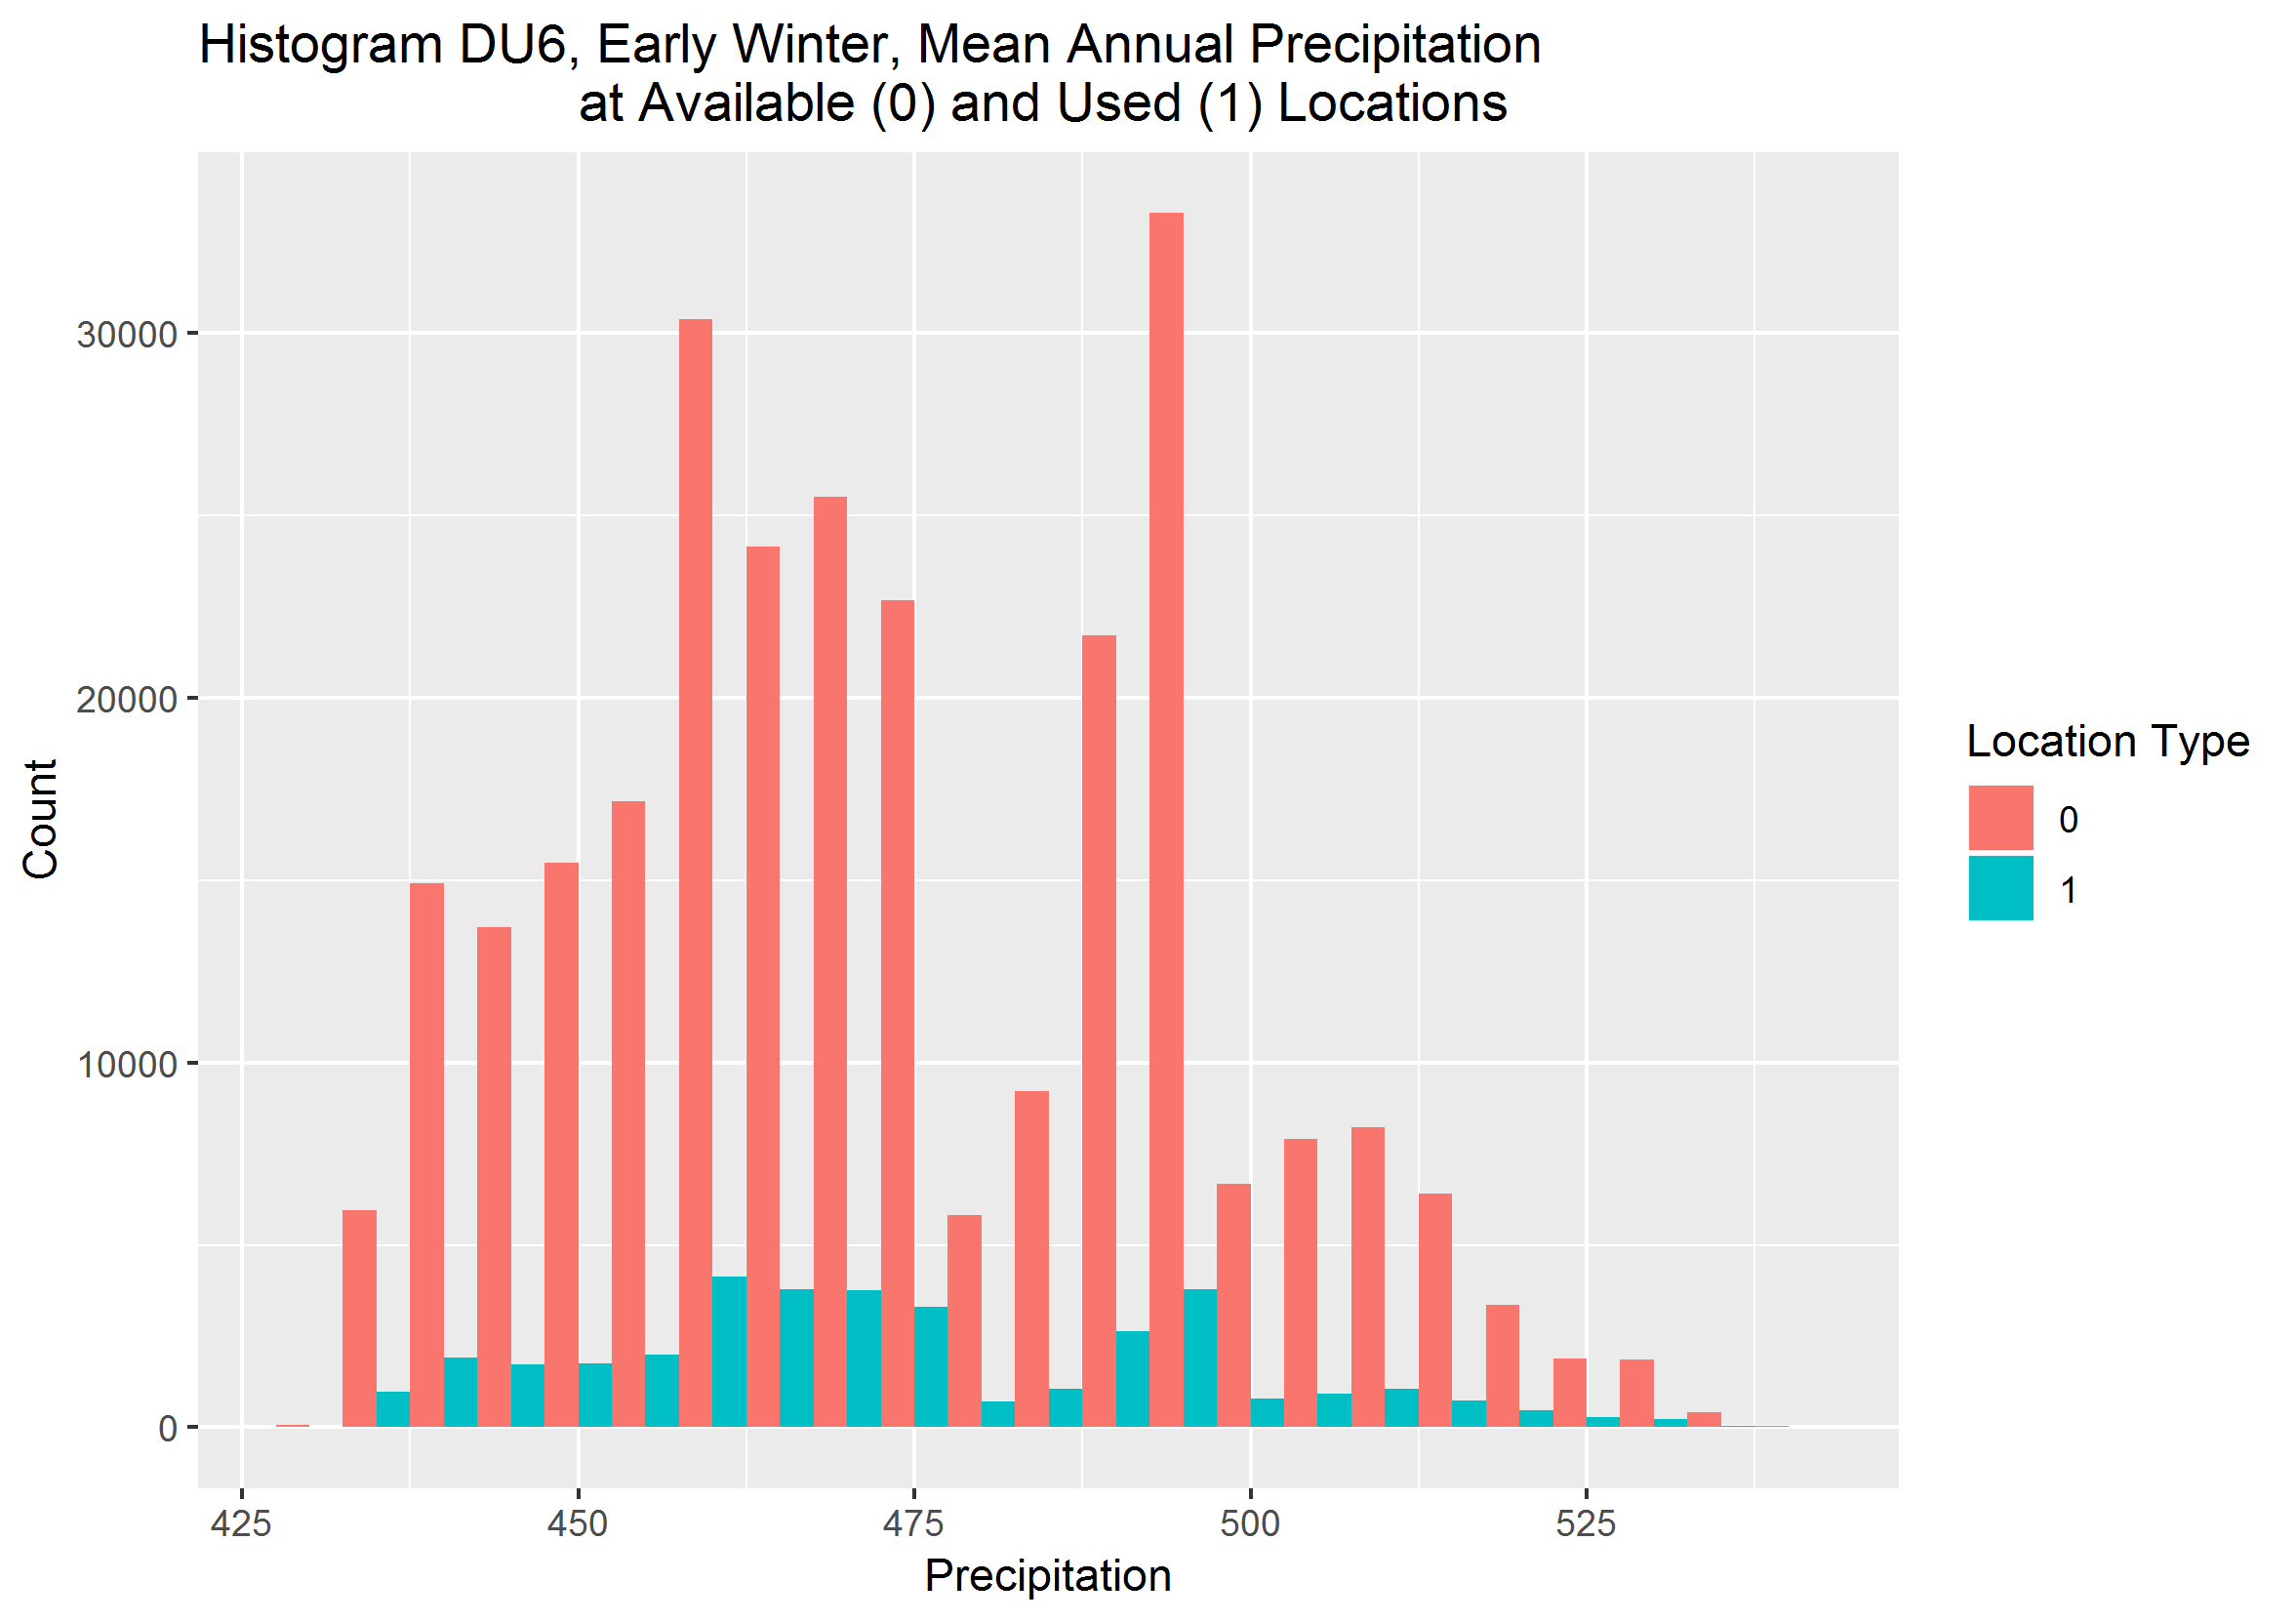 Histogram DU6, Early Winter, Mean Annual Precipitation
at Available (0) and Used (1) Locations
30000
20000
10000
0
Count
425
450
475
500
525
Precipitation
Location Type
0
1